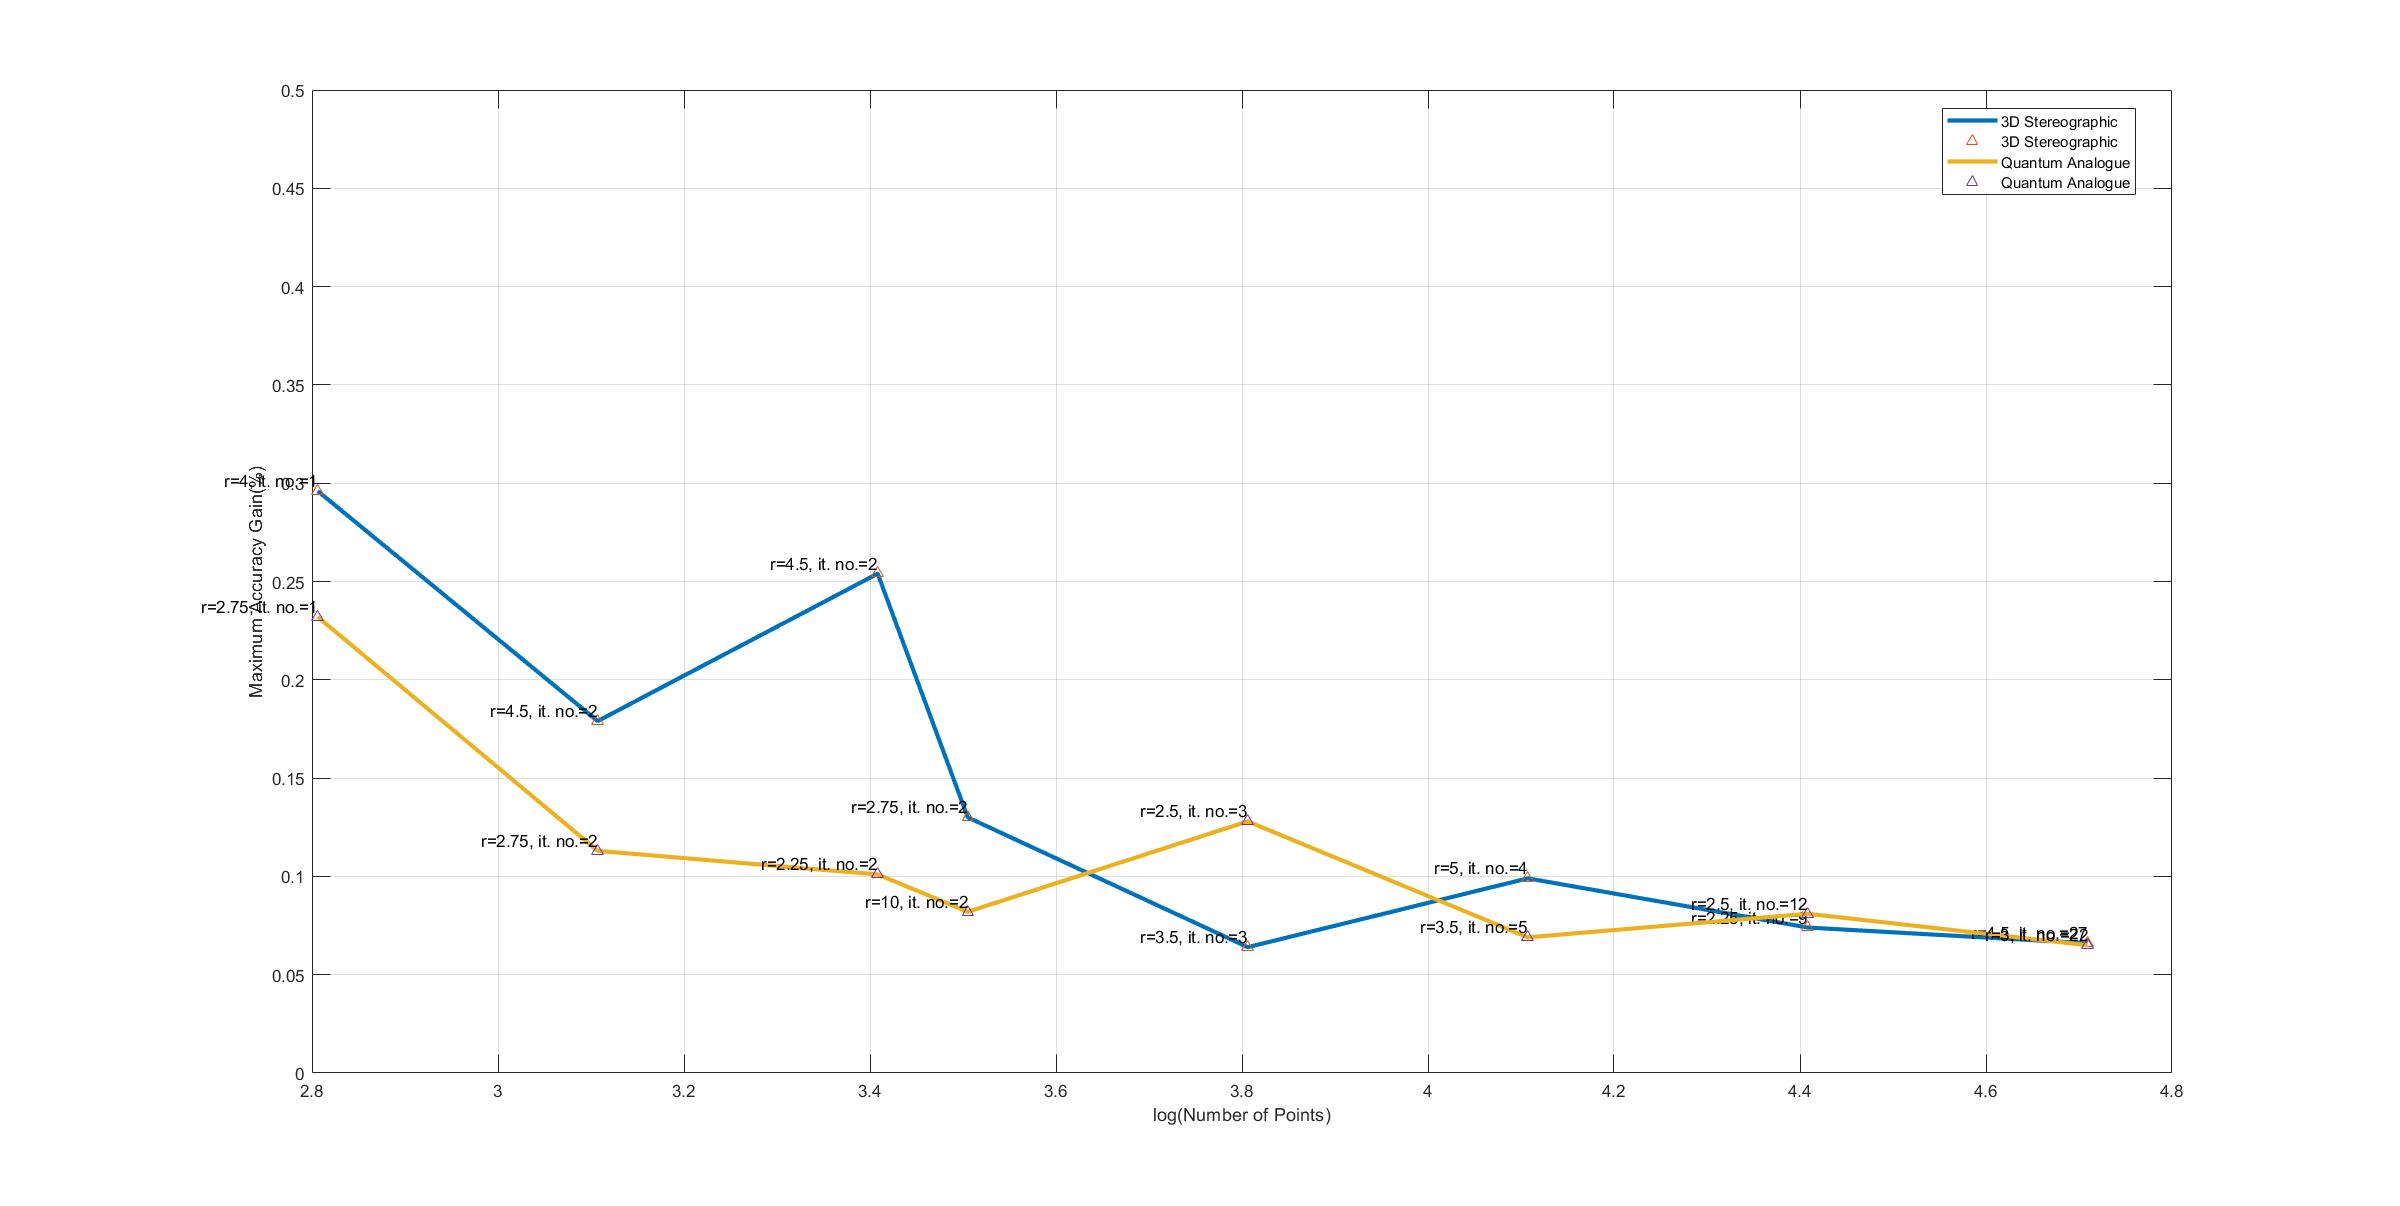 0.5
0.45
0.4
0.35
0.3
0.25
0.2
0.15
0.1
0.05
0
Maximum Accuracy Gain(%)
3D Stereographic
3D Stereographic
Quantum Analogue
Quantum Analogue
r=4, it. no.=1
r=2.75, it. no.=1
r=4.5, it. no.=2
r=4.5, it. no.=2
r=2.75, it. no.=2
r=2.75, it. no.=2
r=2.25, it. no.=2
r=10, it. no.=2
r=2.5, it. no.=3
r=3.5, it. no.=3
r=5, it. no.=4
r=3.5, it. no.=5
r=2.5, it. no.=12
r=2.25, it. no.=9
2.8
3
3.2
3.4
3.6
3.8
4
4.2
4.4
4.6
4.8
log(Number of Points)